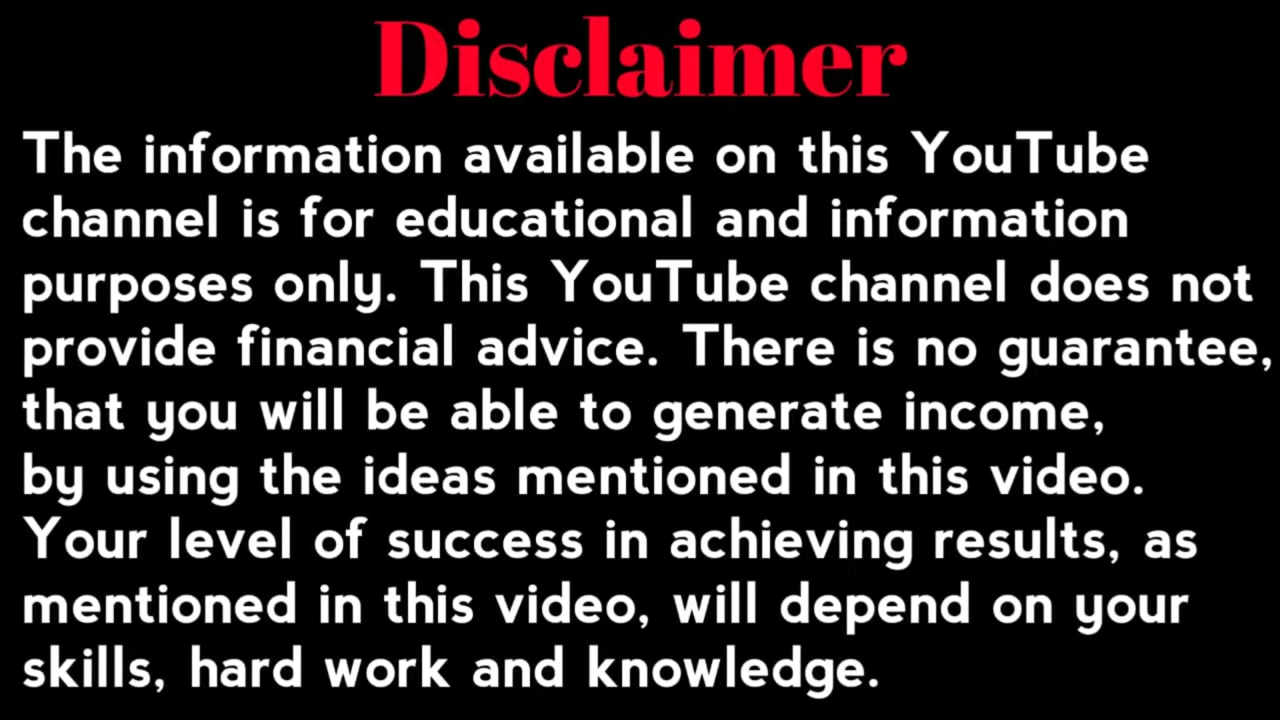 Disclaimer
The information available on this YouTube
channel is for educational and information
purposes only. This YouTube channel does not
provide financial advice. There is no guarantee,
that you will be able to generate income,
by using the ideas mentioned in this video.
Your level of success in achieving results, as
mentioned in this video, will depend on your
skills, hard work and knowledge.